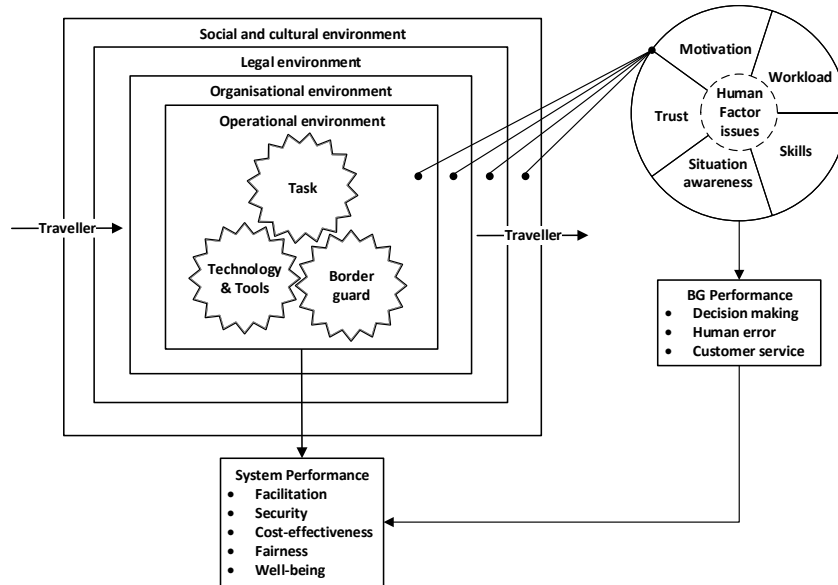 Social and cultural environment
Legal environment
Organisational environment
Operational environment
Task
Technology
& Tools
Border
guard
Traveller
Traveller
Motivation
Workload
Human
Factor
issues
Trust
Skills
Situation
awareness
BG Performance
• Decision making
• Human error
• Customer service
System Performance
• Facilitation
• Security
• Cost-effectiveness
• Fairness
• Well-being